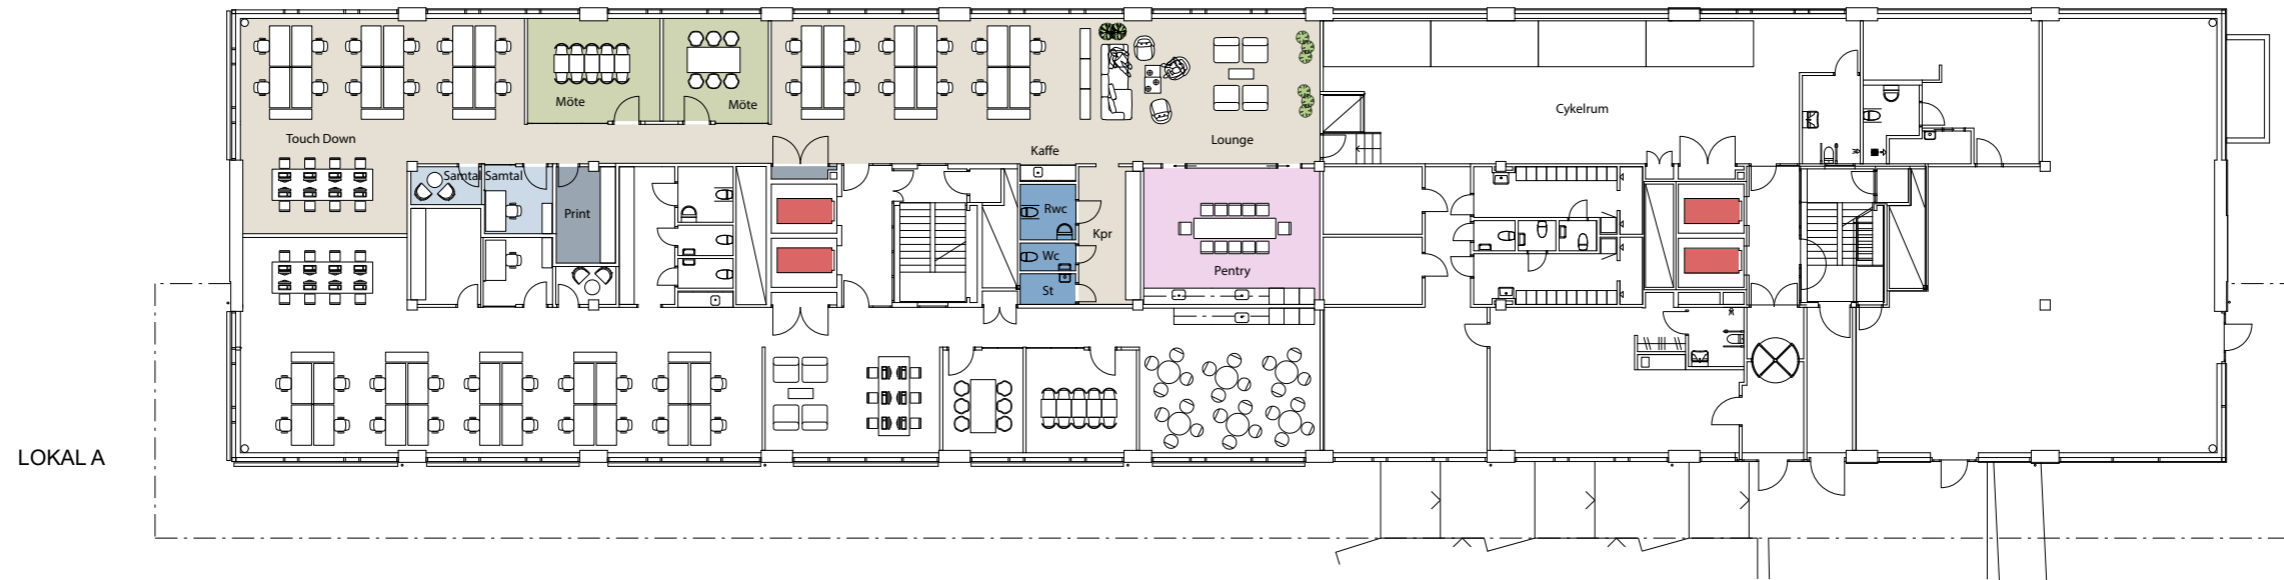 Möte
Möte
Cykelrum
Touch Down
Kaffe
Lounge
Samtal
Samtal
Print
Rwc
Kpr
Wc
Pentry
St
LOKAL A